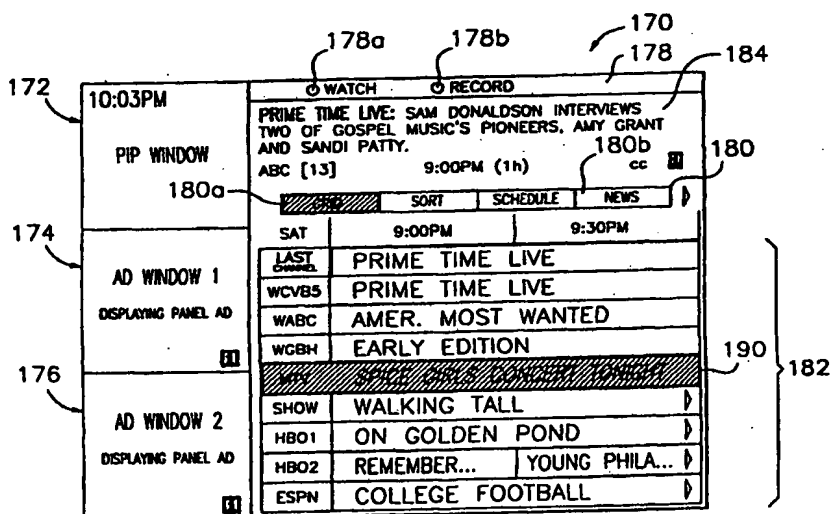 178a
178b
170
178
184
172
10:03PM
WATCH
RECORD
PIP WINDOW
PRIME TIME LIVE: SAM DONALDSON INTERVIEWS
TWO OF GOSPEL MUSIC'S PIONEERS, AMY GRANT
AND SANDI PATTY.
ABC [13] 9:00PM (1h) cc
180b
180
180a
GRID SORT SCHEDULE NEWS
174
SAT 9:00PM 9:30PM
AD WINDOW 1
DISPLAYING PANEL AD
LAST CHANNEL PRIME TIME LIVE
WCVB5 PRIME TIME LIVE
WABC AMER. MOST WANTED
WGBH EARLY EDITION
MTV SPICE GIRLS CONCERT TONIGHT
190
182
176
AD WINDOW 2
DISPLAYING PANEL AD
SHOW WALKING TALL
HBO1 ON GOLDEN POND
HBO2 REMEMBER... YOUNG PHILA...
ESPN COLLEGE FOOTBALL